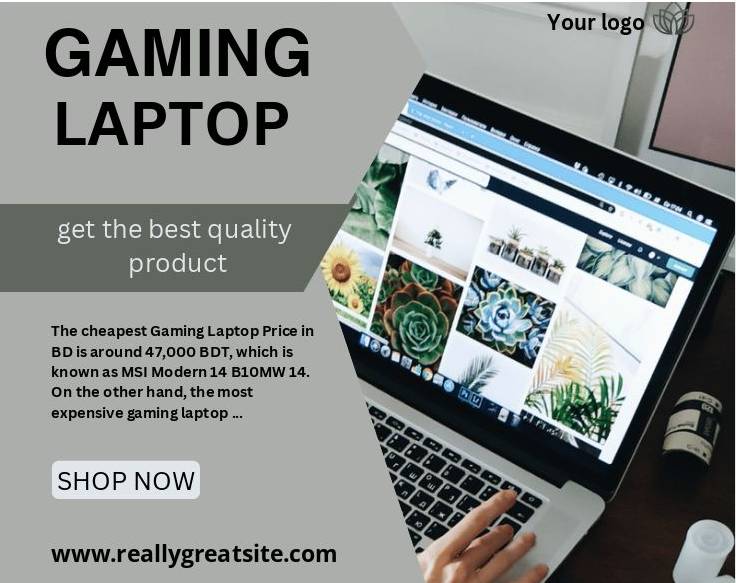 Your logo
GAMING
LAPTOP
get the best quality
product
The cheapest Gaming Laptop Price in
BD is around 47,000 BDT, which is
known as MSI Modern 14 B10MW 14.
On the other hand, the most
expensive gaming laptop ...
SHOP NOW
www.reallygreatsite.com